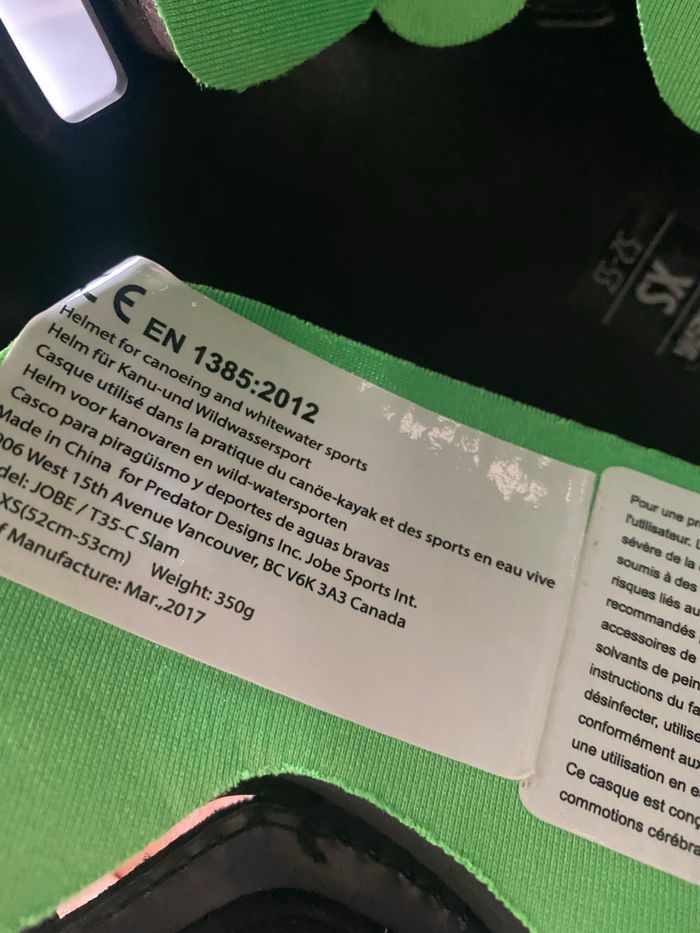 CE EN 1385:2012
Helmet for canoeing and whitewater sports
Helm für Kanu-und Wildwassersport
Casque utilisé dans la pratique du canöe-kayak et des sports en eau vive
Helm voor kanovaren en wild-watersporten
Casco para piragüismo y deportes de aguas bravas
Made in China for Predator Designs Inc. Jobe Sports Int.
06 West 15th Avenue Vancouver, BC V6K 3A3 Canada
del: JOBE / T35-C Slam
XS(52cm-53cm) Weight: 350g
f Manufacture: Mar.,2017
Pour une pr
l'utilisateur. L
sévère de la
soumis à des
risques liés au
recommandés
accessoires de
solvants de pein
instructions du fa
désinfecter, utilise
conformément aux
une utilisation en e
Ce casque est conç
commotions cérébra
XS